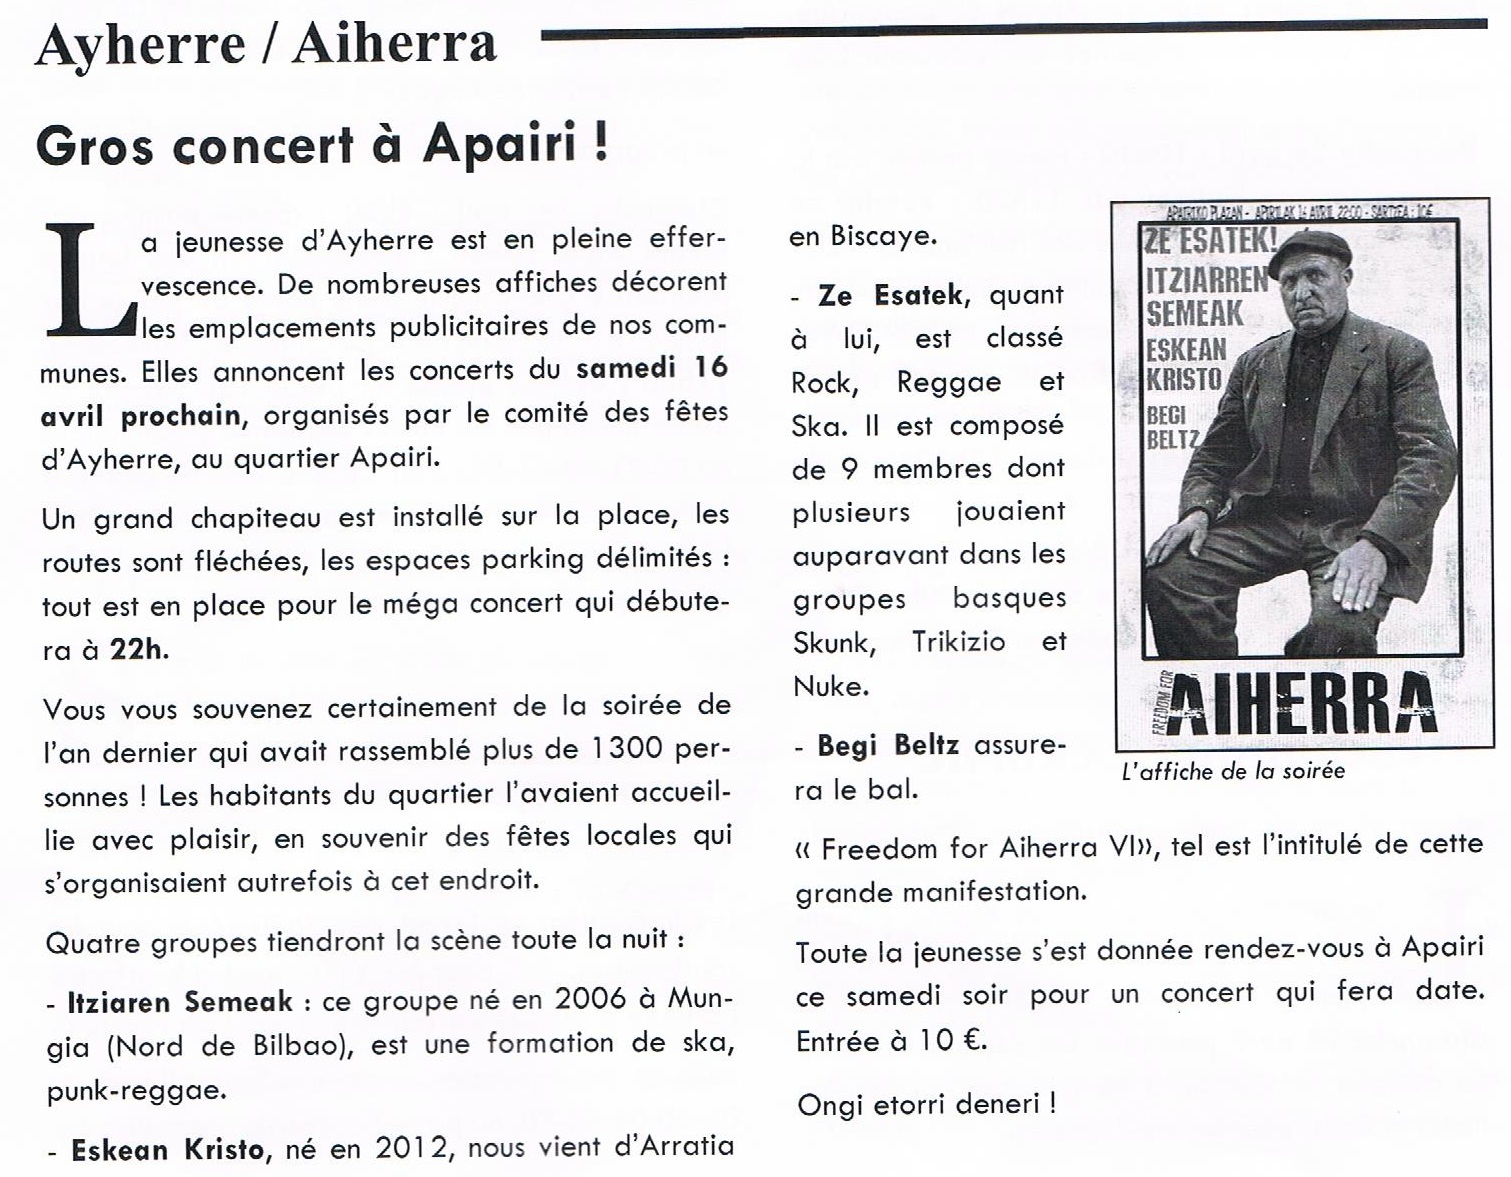 Ayherre / Aiherra
Gros concert à Apairi !
La jeunesse d'Ayherre est en pleine effer-
vescence. De nombreuses affiches décorent
les emplacements publicitaires de nos com-
munes. Elles annoncent les concerts du samedi 16
avril prochain, organisés par le comité des fêtes
d'Ayherre, au quartier Apairi.
Un grand chapiteau est installé sur la place, les
routes sont fléchées, les espaces parking délimités :
tout est en place pour le méga concert qui débute-
ra à 22h.
Vous vous souvenez certainement de la soirée de
l'an dernier qui avait rassemblé plus de 1300 per-
sonnes ! Les habitants du quartier l'avaient accueil-
lie avec plaisir, en souvenir des fêtes locales qui
s'organisaient autrefois à cet endroit.
Quatre groupes tiendront la scène toute la nuit :
- Itziaren Semeak : ce groupe né en 2006 à Mun-
gia (Nord de Bilbao), est une formation de ska,
punk-reggae.
- Eskean Kristo, né en 2012, nous vient d'Arratia
en Biscaye.
- Ze Esatek, quant
à lui, est classé
Rock, Reggae et
Ska. Il est composé
de 9 membres dont
plusieurs jouaient
auparavant dans les
groupes basques
Skunk, Trikizio et
Nuke.
- Begi Beltz assure-
ra le bal.
APAIRIKO PLAZAN - APIRILAK 16 AVRIL 22:00 - SARTZEA : 10€
ZE ESATEK!
ITZIARREN
SEMEAK
ESKEAN
KRISTO
BEGI
BELTZ
FREEDOM FOR
AIHERRA
L'affiche de la soirée
« Freedom for Aiherra VI», tel est l'intitulé de cette
grande manifestation.
Toute la jeunesse s'est donnée rendez-vous à Apairi
ce samedi soir pour un concert qui fera date.
Entrée à 10 €.
Ongi etorri deneri !